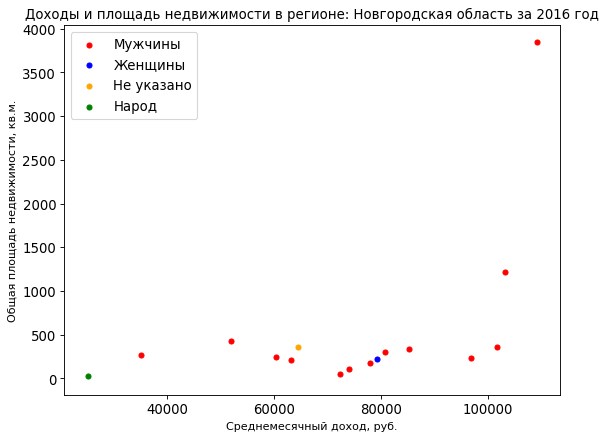 Доходы и площадь недвижимости в регионе: Новгородская область за 2016 год
Мужчины
Женщины
Не указано
Народ
Общая площадь недвижимости, кв.м.
4000
3500
3000
2500
2000
1500
1000
500
0
40000 60000 80000 100000
Среднемесячный доход, руб.